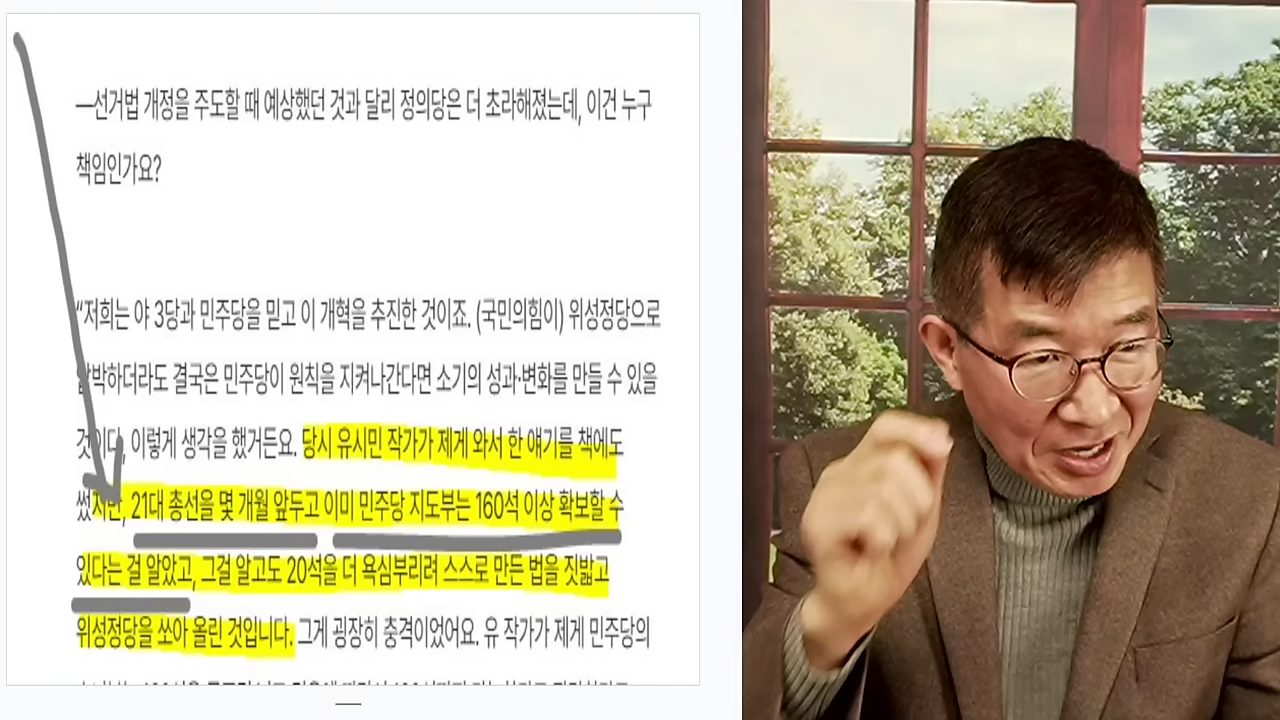 —선거법 개정을 주도할 때 예상했던 것과 달리 정의당은 더 초라해졌는데, 이건 누구
책임인가요?
“저희는 야 3당과 민주당을 믿고 이 개혁을 추진한 것이죠. (국민의힘이) 위성정당으로
압박하더라도 결국은 민주당이 원칙을 지켜나간다면 소기의 성과·변화를 만들 수 있을
것이다, 이렇게 생각을 했거든요. 당시 유시민 작가가 제게 와서 한 얘기를 책에도
썼지만, 21대 총선을 몇 개월 앞두고 이미 민주당 지도부는 160석 이상 확보할 수
있다는 걸 알았고, 그걸 알고도 20석을 더 욕심부리려 스스로 만든 법을 짓밟고
위성정당을 쏘아 올린 것입니다. 그게 굉장히 충격이었어요. 유 작가가 제게 민주당의